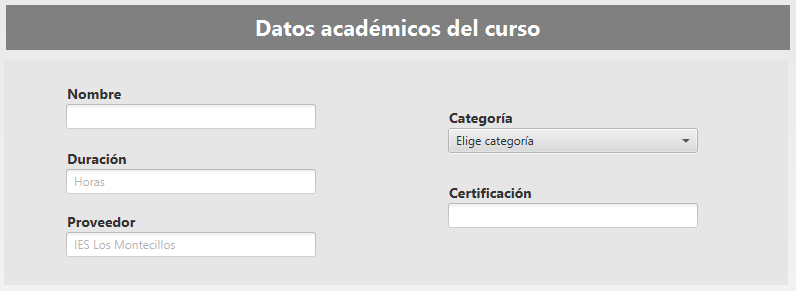 Datos académicos del curso
Nombre
Duración
Horas
Proveedor
IES Los Montecillos
Categoría
Elige categoría
Certificación